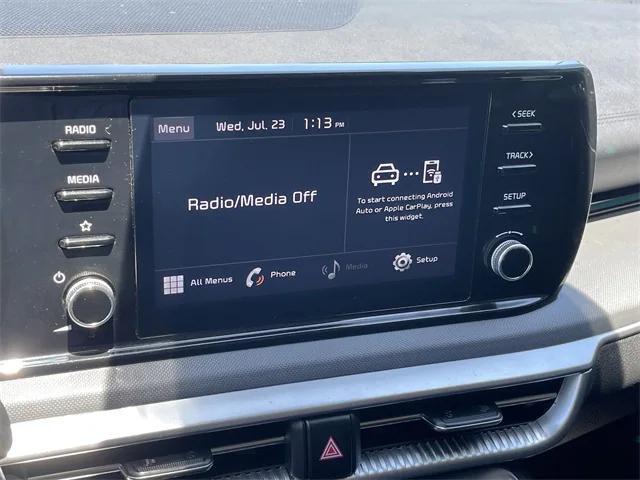 RADIO
MEDIA
Menu
Wed, Jul. 23
1:13 PM
Radio/Media Off
To start connecting Android
Auto or Apple CarPlay, press
this widget.
All Menus
Phone
Media
Setup
< SEEK
TRACK >
SETUP